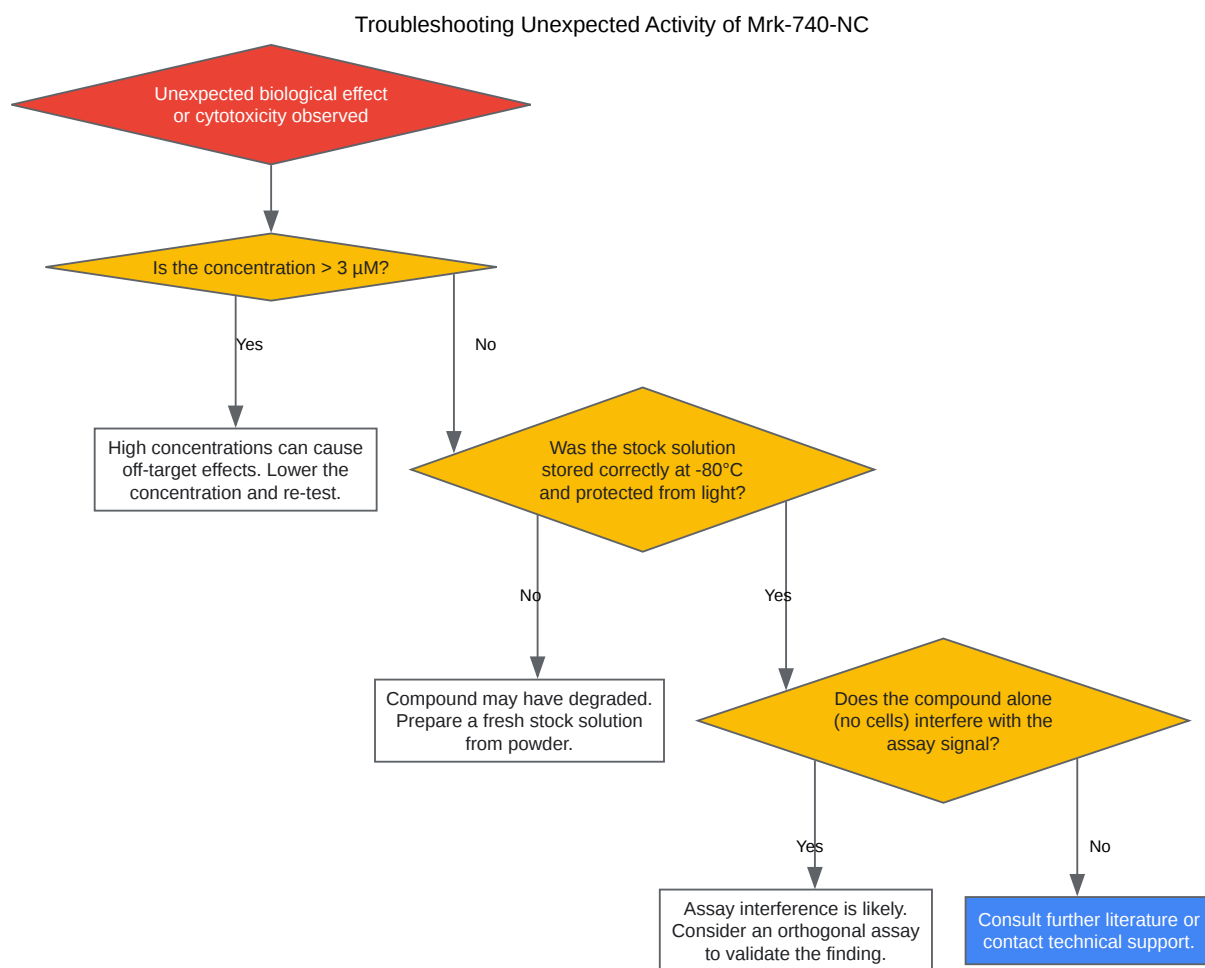 Troubleshooting Unexpected Activity of Mrk-740-NC
Unexpected biological effect
or cytotoxicity observed
Is the concentration > 3 µM?
Yes
No
High concentrations can cause
off-target effects. Lower the
concentration and re-test.
Was the stock solution
stored correctly at -80°C
and protected from light?
No
Yes
Compound may have degraded.
Prepare a fresh stock solution
from powder.
Does the compound alone
(no cells) interfere with the
assay signal?
Yes
No
Assay interference is likely.
Consider an orthogonal assay
to validate the finding.
Consult further literature or
contact technical support.